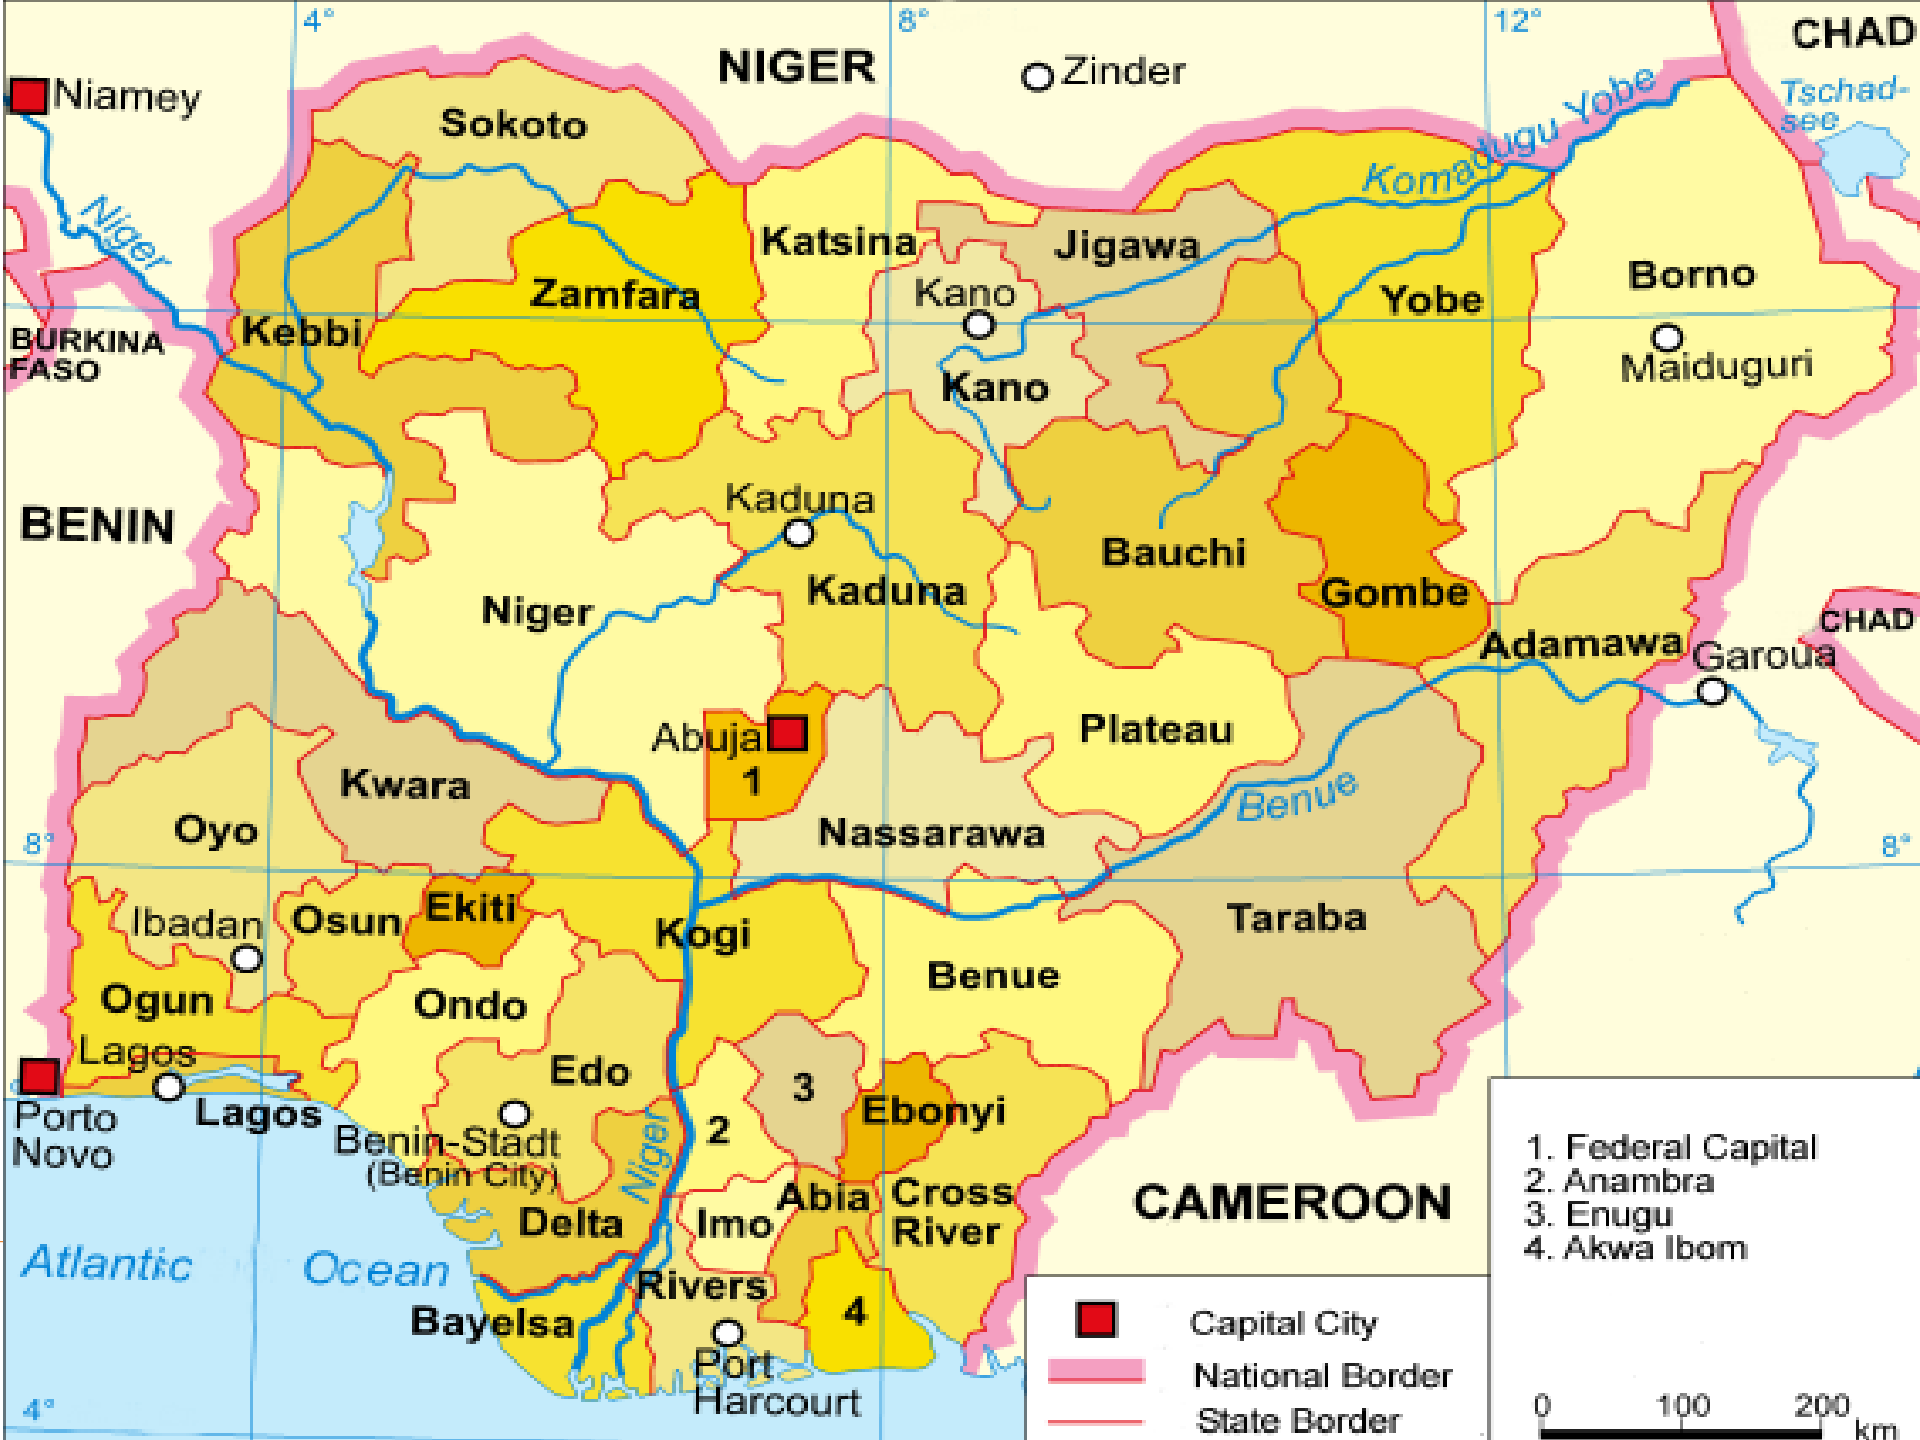 4°
8°
12°
CHAD
NIGER
Zinder
Niamey
Tschad-
see
Komadugu Yobe
Sokoto
Niger
Katsina
Jigawa
Borno
Zamfara
Kano
Yobe
Kebbi
BURKINA
FASO
Maiduguri
Kano
BENIN
Kaduna
Bauchi
Kaduna
Gombe
Niger
CHAD
Adamawa
Garoua
Abuja
Plateau
1
Kwara
Benue
Oyo
Nassarawa
8°
8°
Ekiti
Ibadan
Osun
Kogi
Taraba
Benue
Ogun
Ondo
Lagos
Edo
3
Ebonyi
Porto
Novo
Lagos
2
Benin-Stadt
(Benin City)
Niger
Abia
Cross
River
CAMEROON
Delta
Imo
Atlantic Ocean
Rivers
Bayelsa
4
Port
Harcourt
4°
1. Federal Capital
2. Anambra
3. Enugu
4. Akwa Ibom
Capital City
National Border
State Border
0 100 200
km